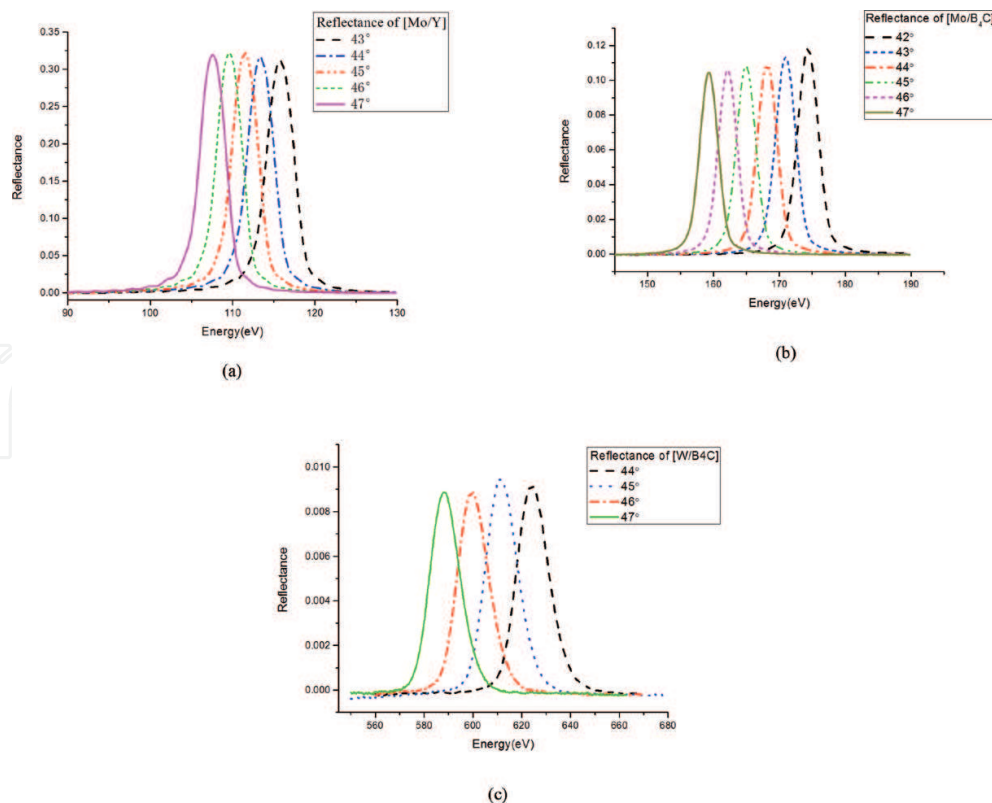 Reflectance of [Mo/Y]
43°
44°
45°
46°
47°
0.35
0.30
0.25
0.20
0.15
0.10
0.05
0.00
Reflectance
90 100 110 120 130
Energy(eV)
(a)
Reflectance of [Mo/B₄C]
42°
43°
44°
45°
46°
47°
0.12
0.10
0.08
0.06
0.04
0.02
0.00
Reflectance
150 160 170 180 190
Energy(eV)
(b)
Reflectance of [W/B4C]
44°
45°
46°
47°
0.010
0.008
0.006
0.004
0.002
0.000
Reflectance
560 580 600 620 640 660 680
Energy(eV)
(c)